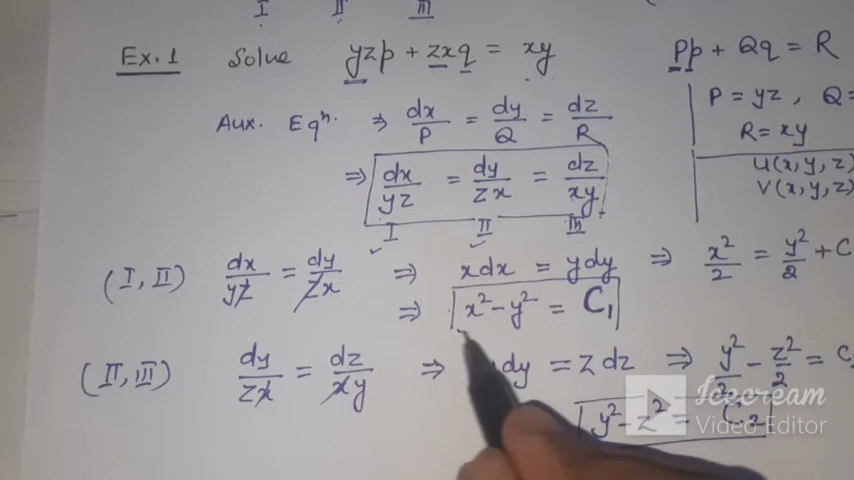 I II III
Ex. 1 Solve yzp + zxq = xy
Pp + Qq = R
Aux. Eqⁿ. ⇒ dx/P = dy/Q = dz/R
P = yz , Q =
R = xy
⇒ dx/yz = dy/zx = dz/xy
U(x, y, z)
V(x, y, z)
I II III
(I, II) dx/yz = dy/zx ⇒ xdx = ydy ⇒ x²/2 = y²/2 + C
⇒ x² - y² = C₁
(II, III) dy/zx = dz/xy ⇒ ydy = zdz ⇒ y²/2 - z²/2 = C
y² - z² = C₂
Icecream
Video Editor